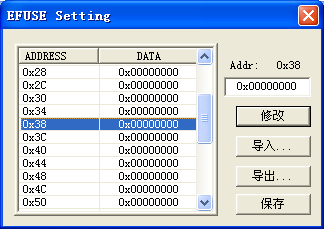 EFUSE Setting
ADDRESS DATA
0x28 0x00000000
0x2C 0x00000000
0x30 0x00000000
0x34 0x00000000
0x38 0x00000000
0x3C 0x00000000
0x40 0x00000000
0x44 0x00000000
0x48 0x00000000
0x4C 0x00000000
0x50 0x00000000
Addr: 0x38
0x00000000
修改
导入...
导出...
保存